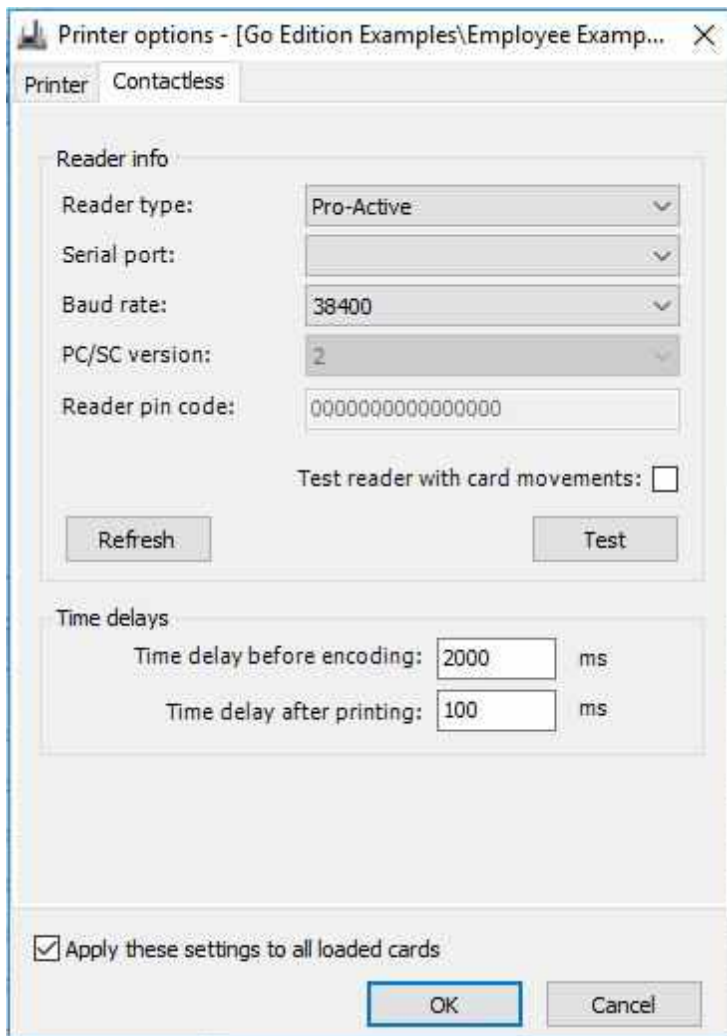 Printer options - [Go Edition Examples\Employee Examp...
Printer Contactless
Reader info
Reader type: Pro-Active
Serial port:
Baud rate: 38400
PC/SC version: 2
Reader pin code: 0000000000000000
Test reader with card movements:
Refresh Test
Time delays
Time delay before encoding: 2000 ms
Time delay after printing: 100 ms
Apply these settings to all loaded cards
OK Cancel